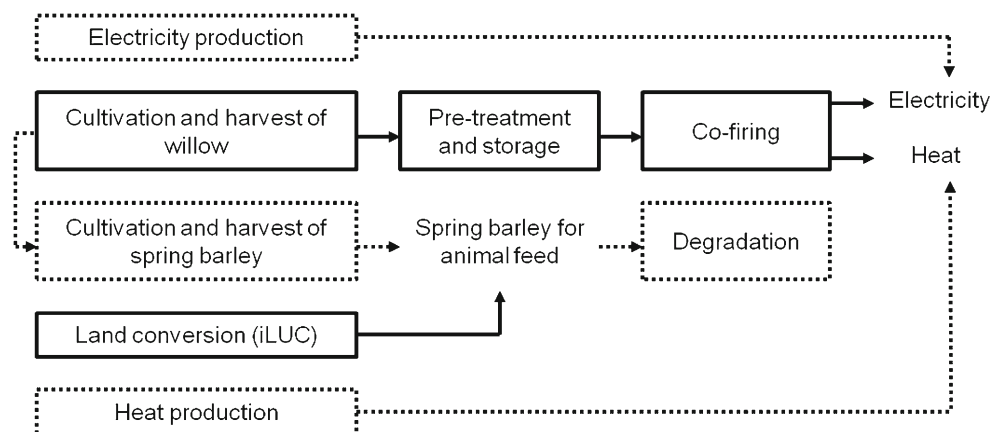 Electricity production
Electricity
Cultivation and harvest of
willow
Pre-treatment
and storage
Co-firing
Heat
Cultivation and harvest of
spring barley
Spring barley for
animal feed
Degradation
Land conversion (iLUC)
Heat production